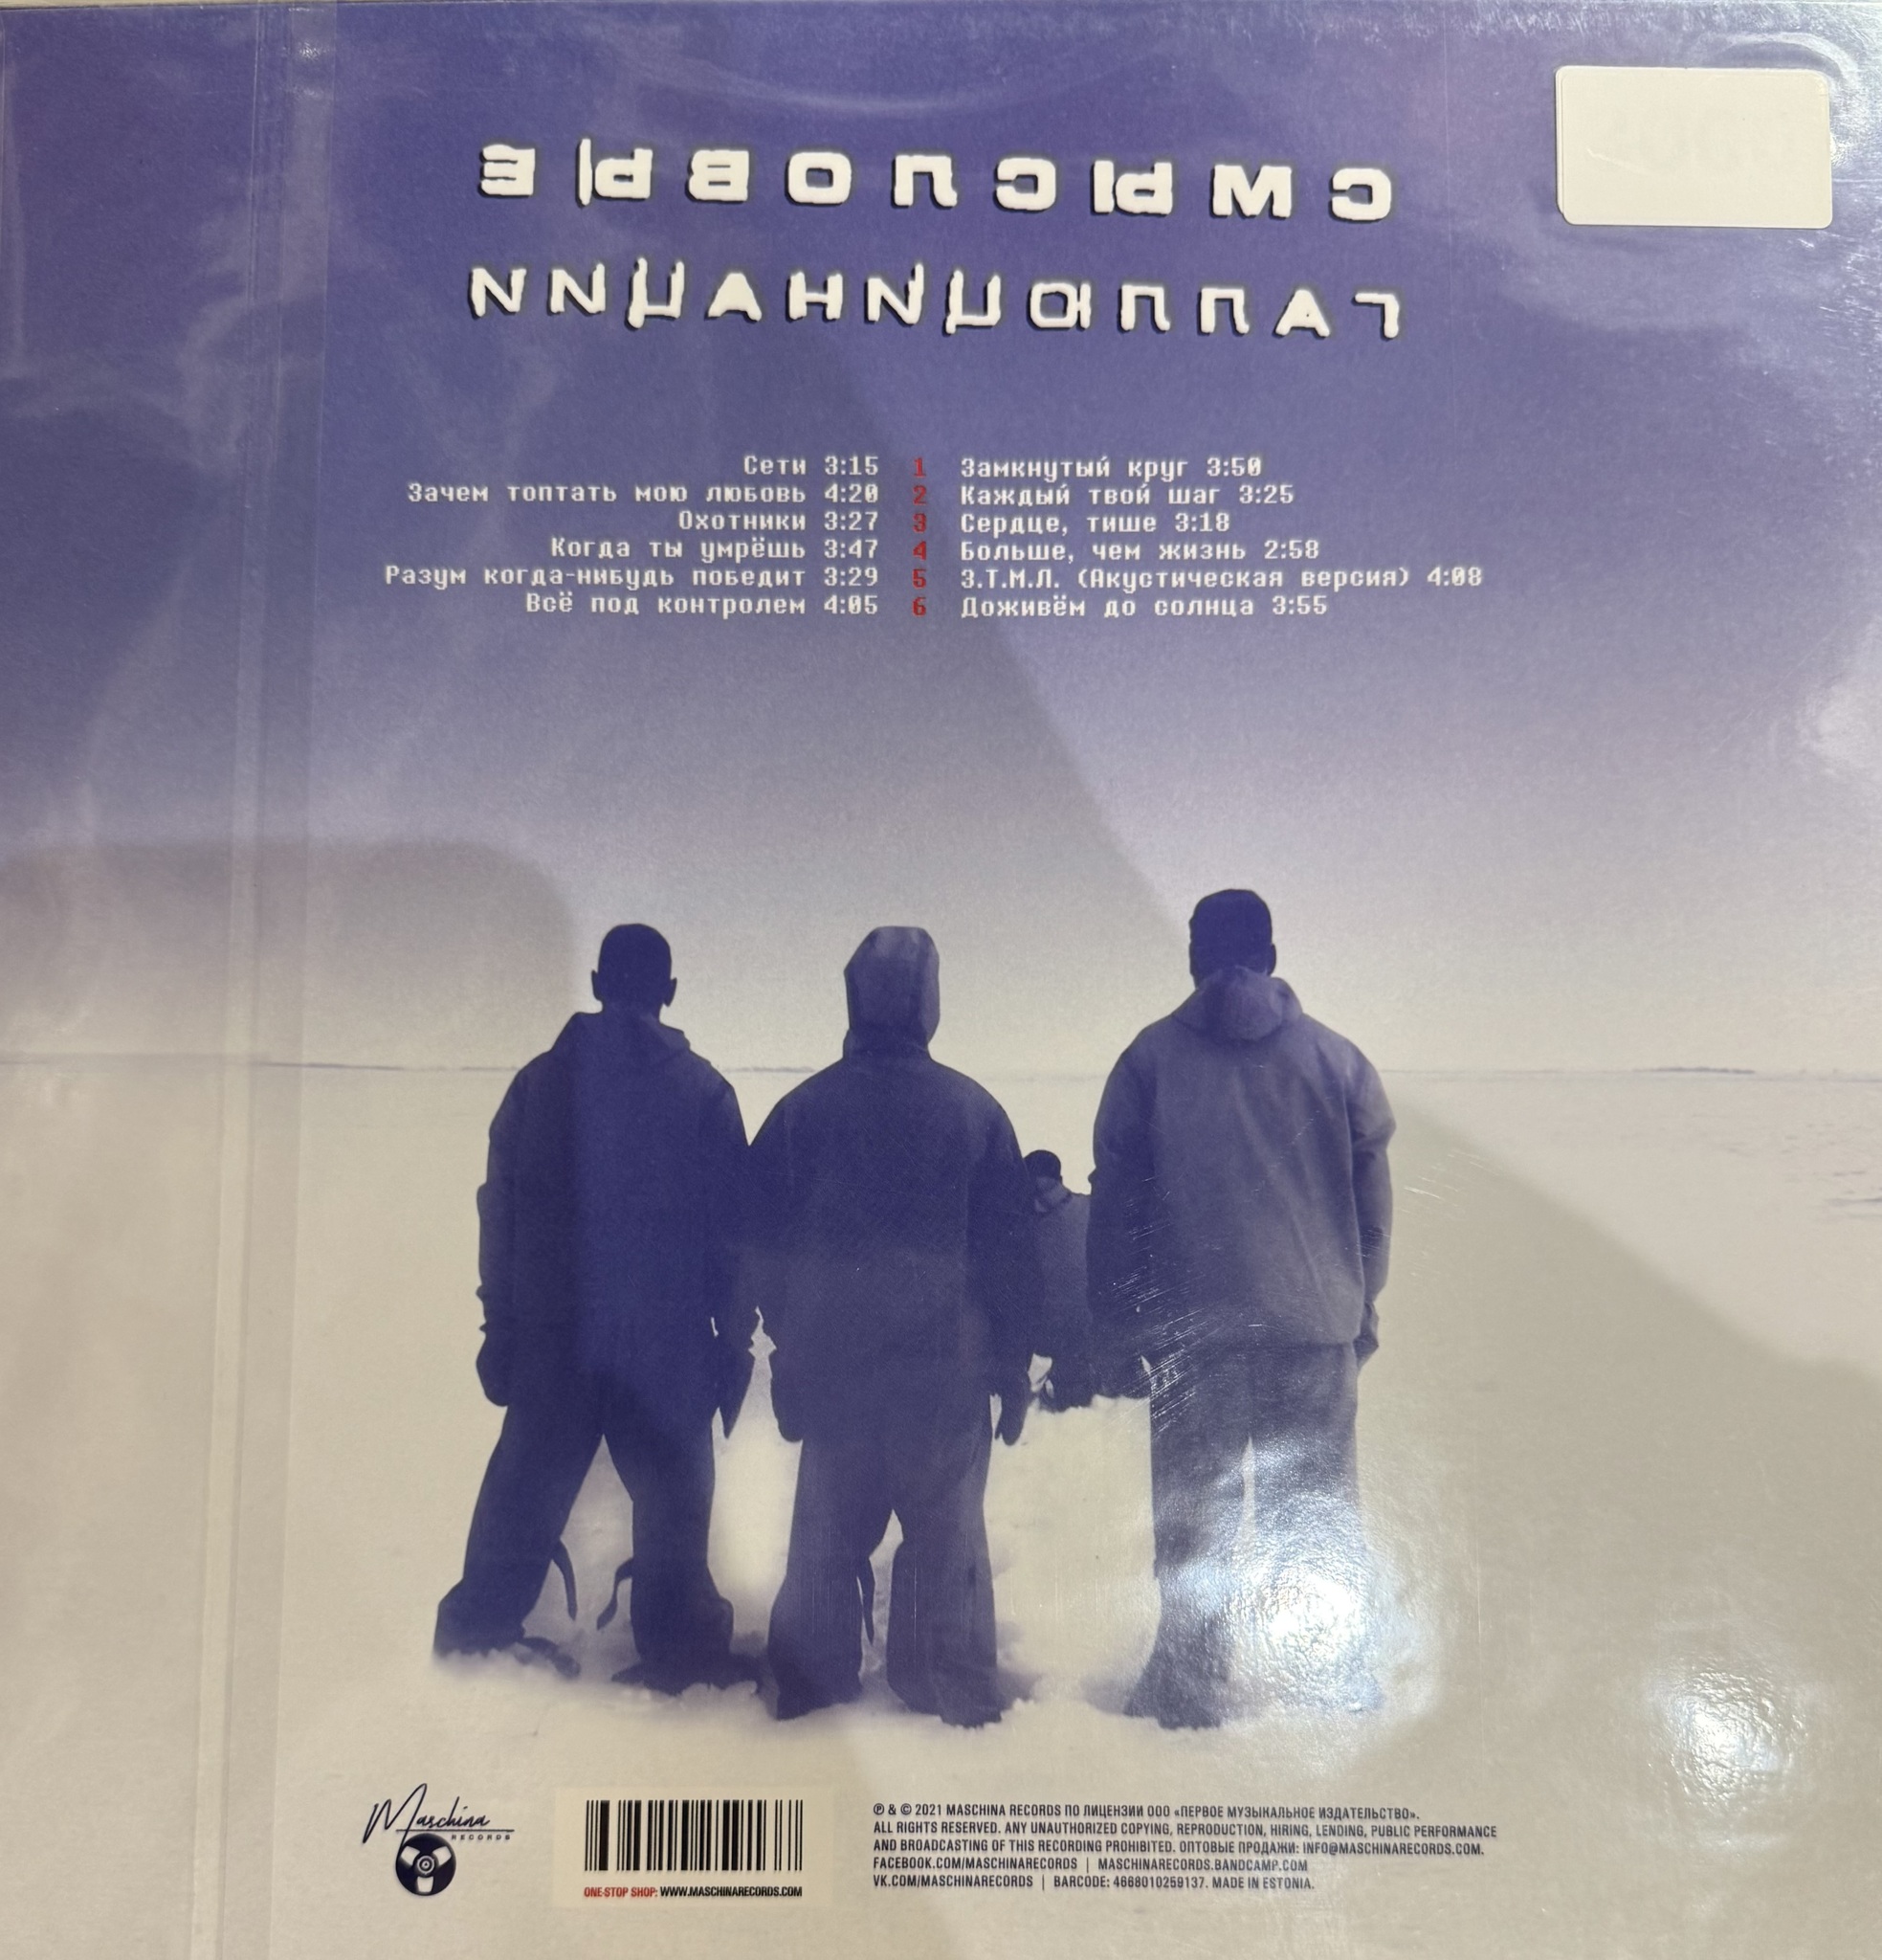 СМЫСЛОВЫЕ
ГАЛЛЮЦИНАЦИИ
Сети 3:15 1 Замкнутый круг 3:50
Зачем топтать мою любовь 4:20 2 Каждый твой шаг 3:25
Охотники 3:27 3 Сердце, тише 3:18
Когда ты умрёшь 3:47 4 Больше, чем жизнь 2:58
Разум когда-нибудь победит 3:29 5 З.Т.М.Л. (Акустическая версия) 4:08
Всё под контролем 4:05 6 Доживём до солнца 3:55
Maschina
RECORDS
ONE-STOP SHOP: WWW.MASCHINARECORDS.COM
℗ & © 2021 MASCHINA RECORDS ПО ЛИЦЕНЗИИ ООО «ПЕРВОЕ МУЗЫКАЛЬНОЕ ИЗДАТЕЛЬСТВО».
ALL RIGHTS RESERVED. ANY UNAUTHORIZED COPYING, REPRODUCTION, HIRING, LENDING, PUBLIC PERFORMANCE
AND BROADCASTING OF THIS RECORDING PROHIBITED. ОПТОВЫЕ ПРОДАЖИ: INFO@MASCHINARECORDS.COM.
FACEBOOK.COM/MASCHINARECORDS | MASCHINARECORDS.BANDCAMP.COM
VK.COM/MASCHINARECORDS | BARCODE: 4668010259137. MADE IN ESTONIA.